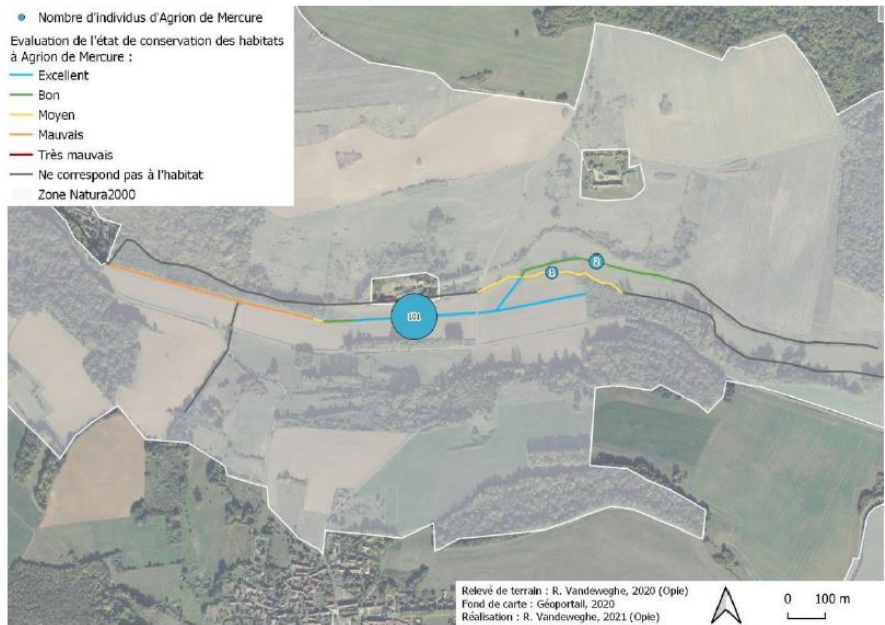 Nombre d'individus d'Agrion de Mercure
Evaluation de l'état de conservation des habitats
à Agrion de Mercure :
Excellent
Bon
Moyen
Mauvais
Très mauvais
Ne correspond pas à l'habitat
Zone Natura2000
2
101
Relevé de terrain : R. Vandeweghe, 2020 (Opie)
Fond de carte : Géoportail, 2020
Réalisation : R. Vandeweghe, 2021 (Opie)
0 100 m